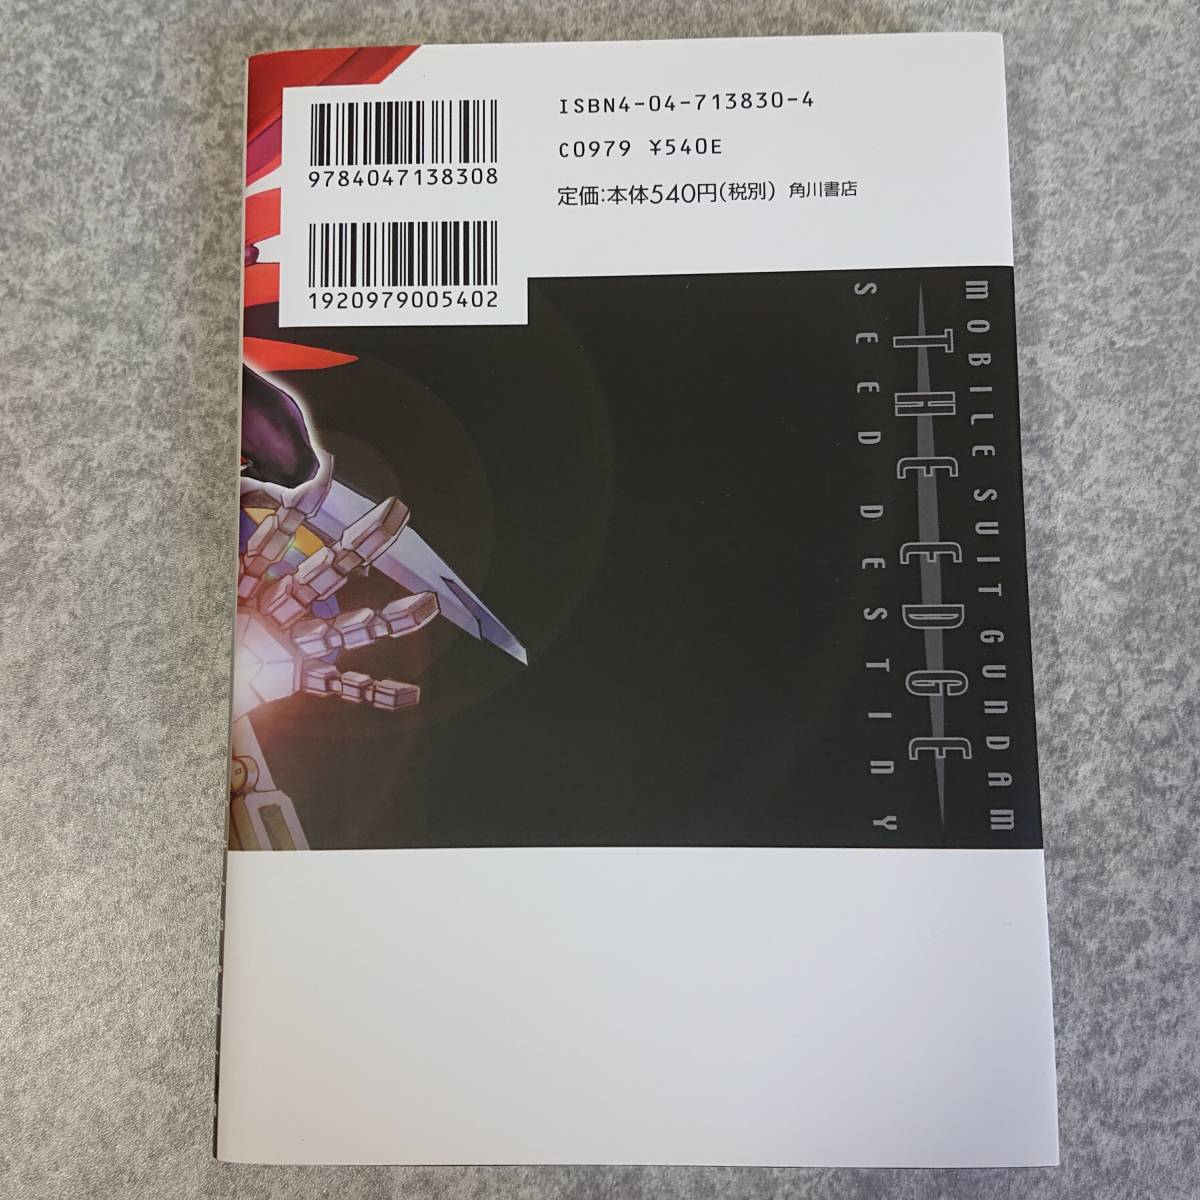 ISBN4-04-713830-4
C0979 ¥540E
定価:本体540円(税別) 角川書店
9784047138308
1920979005402
MOBILE SUIT GUNDAM
THE EDGE
SEED DESTINY